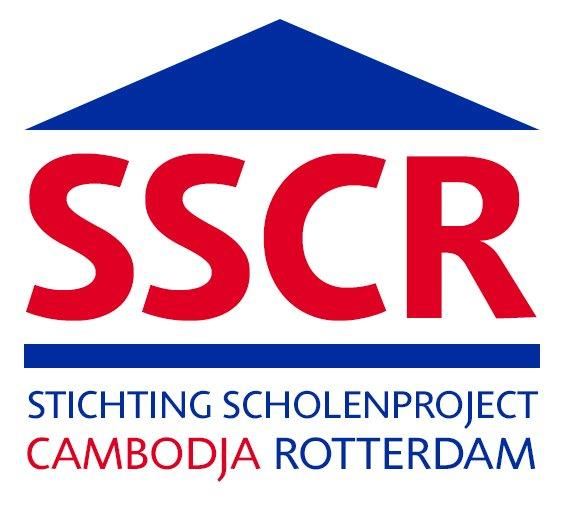 SSCR
STICHTING SCHOLENPROJECT
CAMBODJA ROTTERDAM